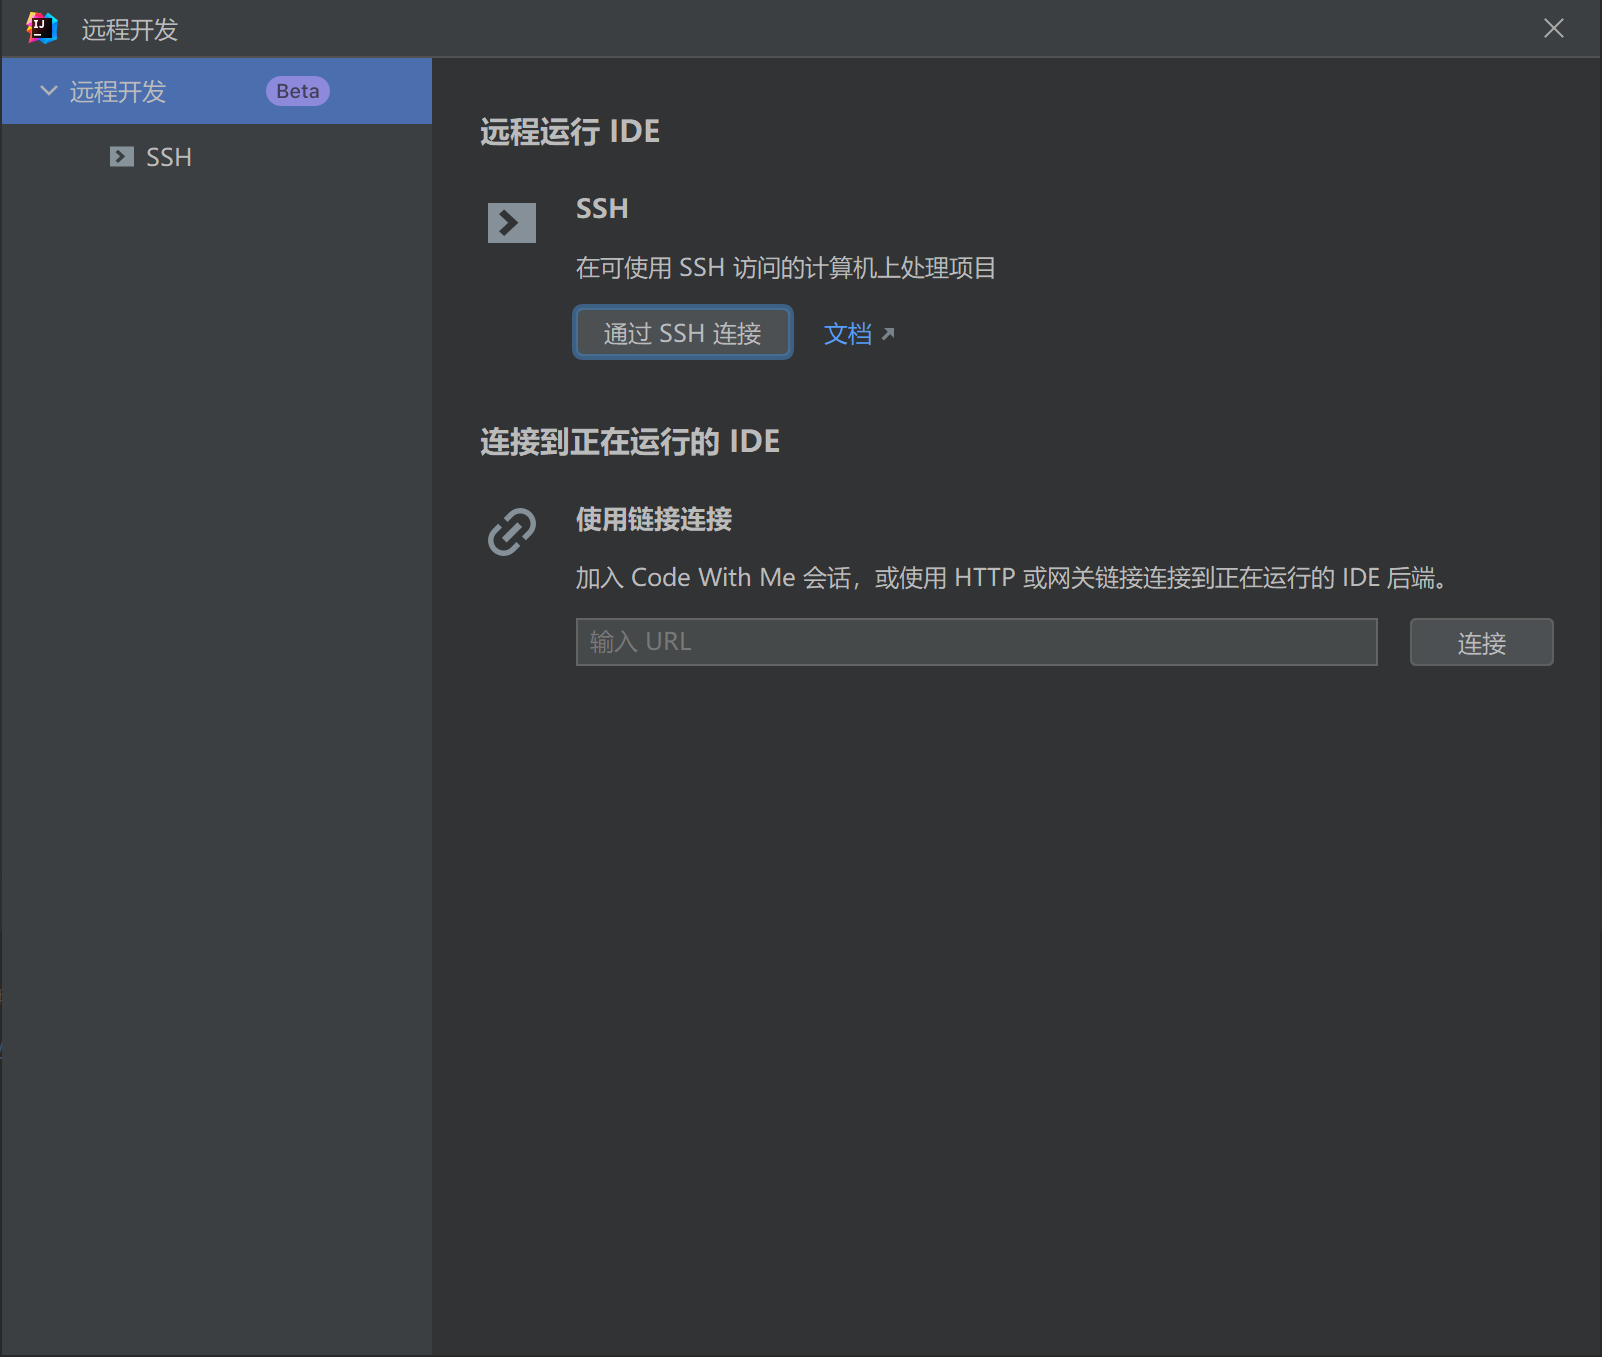 远程开发
远程开发 Beta
SSH
远程运行 IDE
SSH
在可使用 SSH 访问的计算机上处理项目
通过 SSH 连接 文档
连接到正在运行的 IDE
使用链接连接
加入 Code With Me 会话，或使用 HTTP 或网关链接连接到正在运行的 IDE 后端。
输入 URL 连接